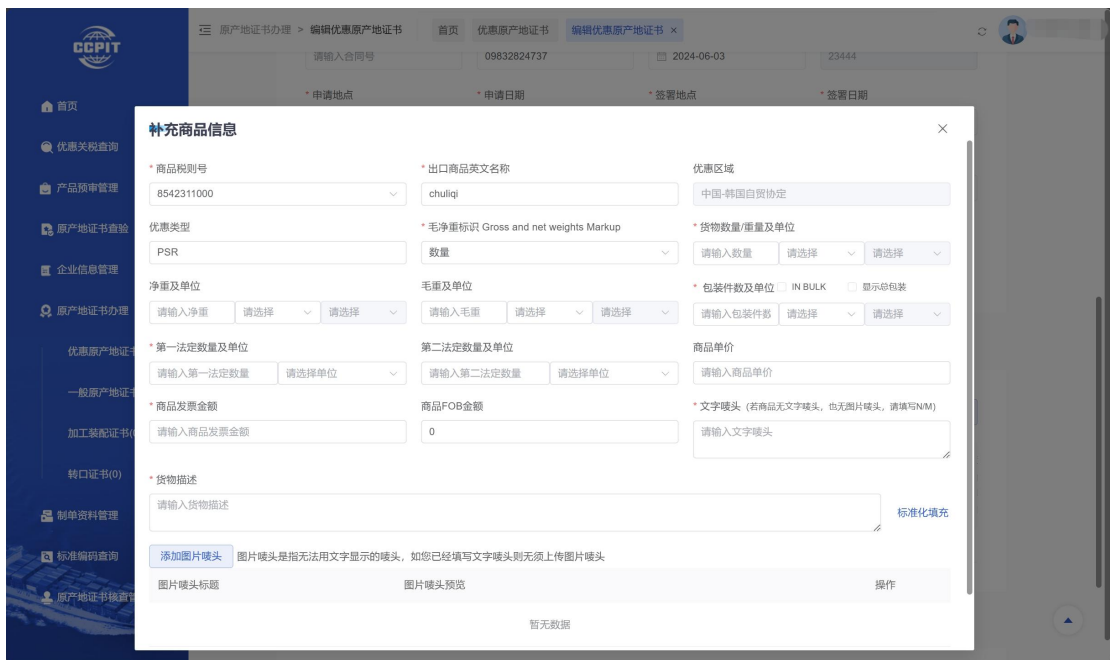 CCPIT
原产地证书办理 > 编辑优惠原产地证书 首页 优惠原产地证书 编辑优惠原产地证书 ×
请输入合同号 09832824737 2024-06-03 23444
* 申请地点 * 申请日期 * 签署地点 * 签署日期
首页
优惠关税查询
产品预审管理
原产地证书查验
企业信息管理
原产地证书办理
优惠原产地证
一般原产地证
加工装配证书(
转口证书(0)
制单资料管理
标准编码查询
原产地证书核查
补充商品信息
* 商品税则号 * 出口商品英文名称 优惠区域
8542311000 chuliqi 中国-韩国自贸协定
优惠类型 * 毛净重标识 Gross and net weights Markup * 货物数量/重量及单位
PSR 数量 请输入数量 请选择 请选择
净重及单位 毛重及单位 * 包装件数及单位 IN BULK 显示总包装
请输入净重 请选择 请选择 请输入毛重 请选择 请选择 请输入包装件数 请选择 请选择
* 第一法定数量及单位 第二法定数量及单位 商品单价
请输入第一法定数量 请选择单位 请输入第二法定数量 请选择单位 请输入商品单价
* 商品发票金额 商品FOB金额 * 文字唛头 (若商品无文字唛头，也无图片唛头，请填写N/M)
请输入商品发票金额 0 请输入文字唛头
* 货物描述
请输入货物描述
标准化填充
添加图片唛头 图片唛头是指无法用文字显示的唛头，如您已经填写文字唛头则无须上传图片唛头
图片唛头标题 图片唛头预览 操作
暂无数据